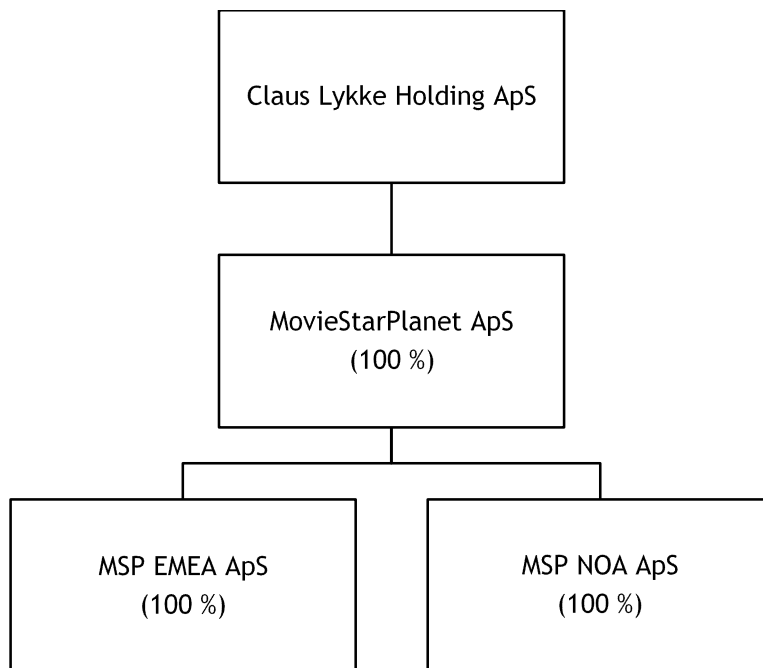 Claus Lykke Holding ApS
MovieStarPlanet ApS
(100 %)
MSP EMEA ApS
(100 %)
MSP NOA ApS
(100 %)